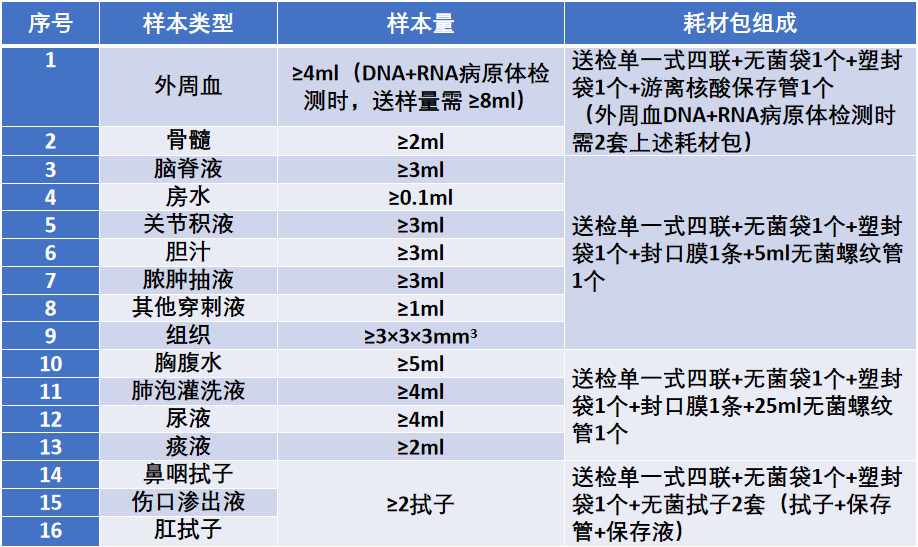 序号 样本类型 样本量 耗材包组成
1 外周血 ≥4ml（DNA+RNA病原体检
测时，送样量需 ≥8ml） 送检单一式四联+无菌袋1个+塑封
袋1个+游离核酸保存管1个
（外周血DNA+RNA病原体检测时
需2套上述耗材包）
2 骨髓 ≥2ml
3 脑脊液 ≥3ml
4 房水 ≥0.1ml
5 关节积液 ≥3ml 送检单一式四联+无菌袋1个+塑封
袋1个+封口膜1条+5ml无菌螺纹管
1个
6 胆汁 ≥3ml
7 脓肿抽液 ≥3ml
8 其他穿刺液 ≥1ml
9 组织 ≥3×3×3mm³
10 胸腹水 ≥5ml 送检单一式四联+无菌袋1个+塑封
袋1个+封口膜1条+25ml无菌螺纹
管1个
11 肺泡灌洗液 ≥4ml
12 尿液 ≥4ml
13 痰液 ≥2ml
14 鼻咽拭子 ≥2拭子 送检单一式四联+无菌袋1个+塑封
袋1个+无菌拭子2套（拭子+保存
管+保存液）
15 伤口渗出液
16 肛拭子